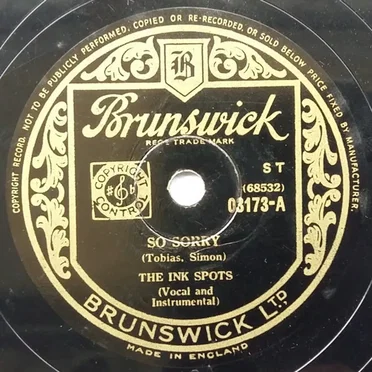 COPYRIGHT RECORD. NOT TO BE PUBLICLY PERFORMED, COPIED OR RE-RECORDED, OR SOLD BELOW PRICE FIXED BY MANUFACTURER.
B
Brunswick
REGD TRADE MARK
COPYRIGHT
CONTROL
ST
(68532)
03173-A
SO SORRY
(Tobias, Simon)
THE INK SPOTS
(Vocal and
Instrumental)
BRUNSWICK LTD
MADE IN ENGLAND